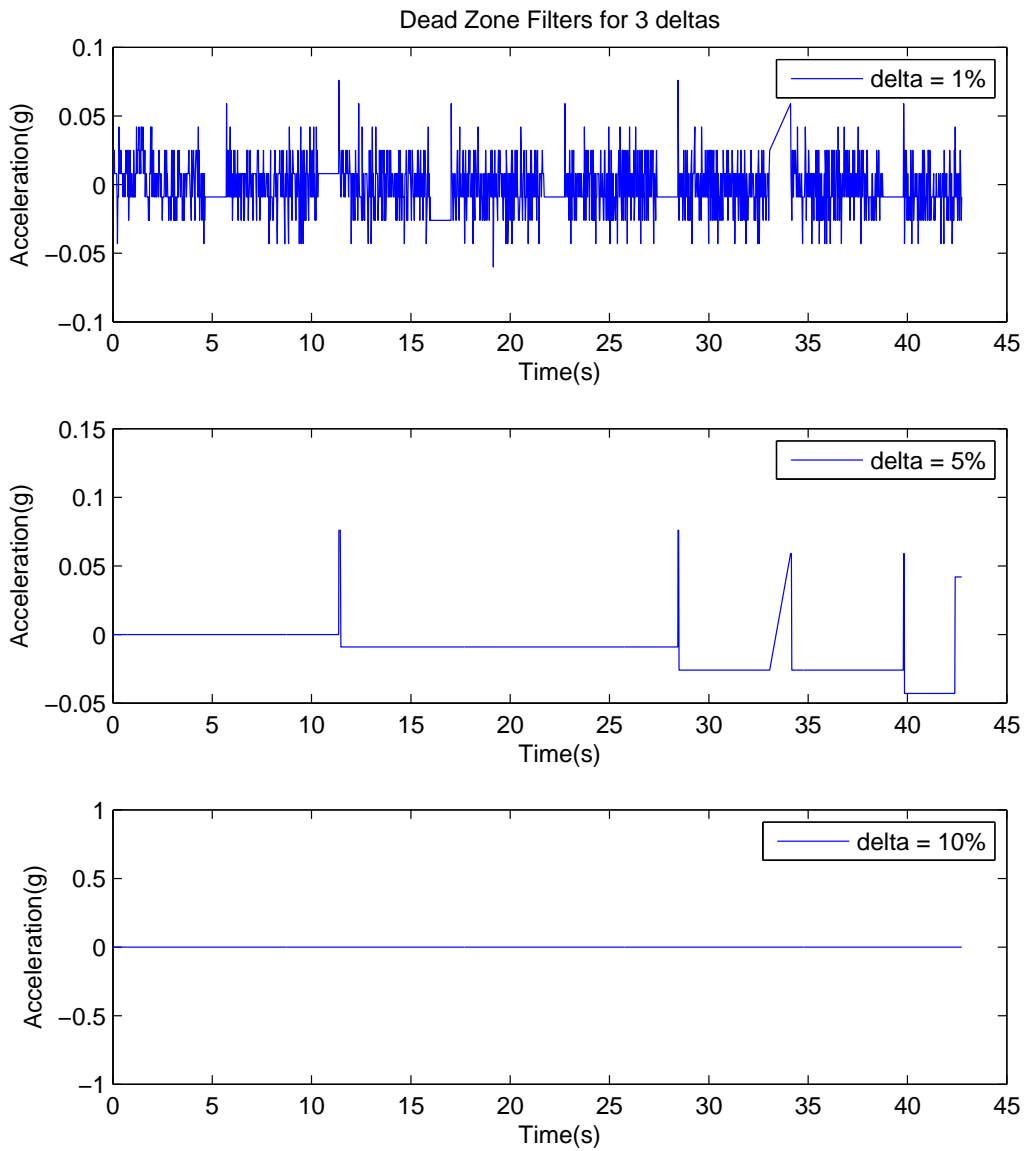 Dead Zone Filters for 3 deltas
0.1
0.05
0
−0.05
−0.1
Acceleration(g)
delta = 1%
0 5 10 15 20 25 30 35 40 45
Time(s)
0.15
0.1
0.05
0
−0.05
Acceleration(g)
delta = 5%
0 5 10 15 20 25 30 35 40 45
Time(s)
1
0.5
0
−0.5
−1
Acceleration(g)
delta = 10%
0 5 10 15 20 25 30 35 40 45
Time(s)